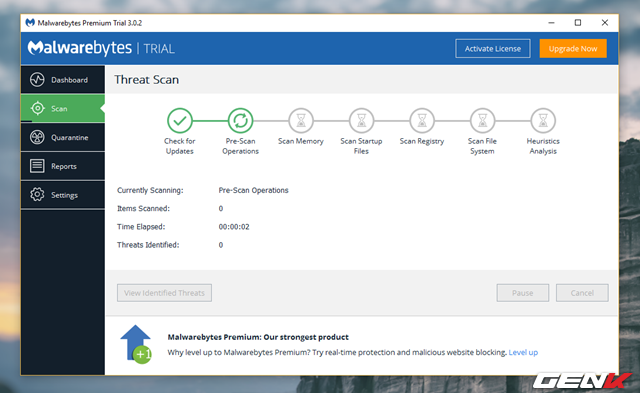 Malwarebytes Premium Trial 3.0.2
Malwarebytes | TRIAL
Activate License
Upgrade Now
Dashboard
Scan
Quarantine
Reports
Settings
Threat Scan
Check for
Updates
Pre-Scan
Operations
Scan Memory
Scan Startup
Files
Scan Registry
Scan File
System
Heuristics
Analysis
Currently Scanning: Pre-Scan Operations
Items Scanned: 0
Time Elapsed: 00:00:02
Threats Identified: 0
View Identified Threats
Pause
Cancel
+1
Malwarebytes Premium: Our strongest product
Why level up to Malwarebytes Premium? Try real-time protection and malicious website blocking. Level up
GENK